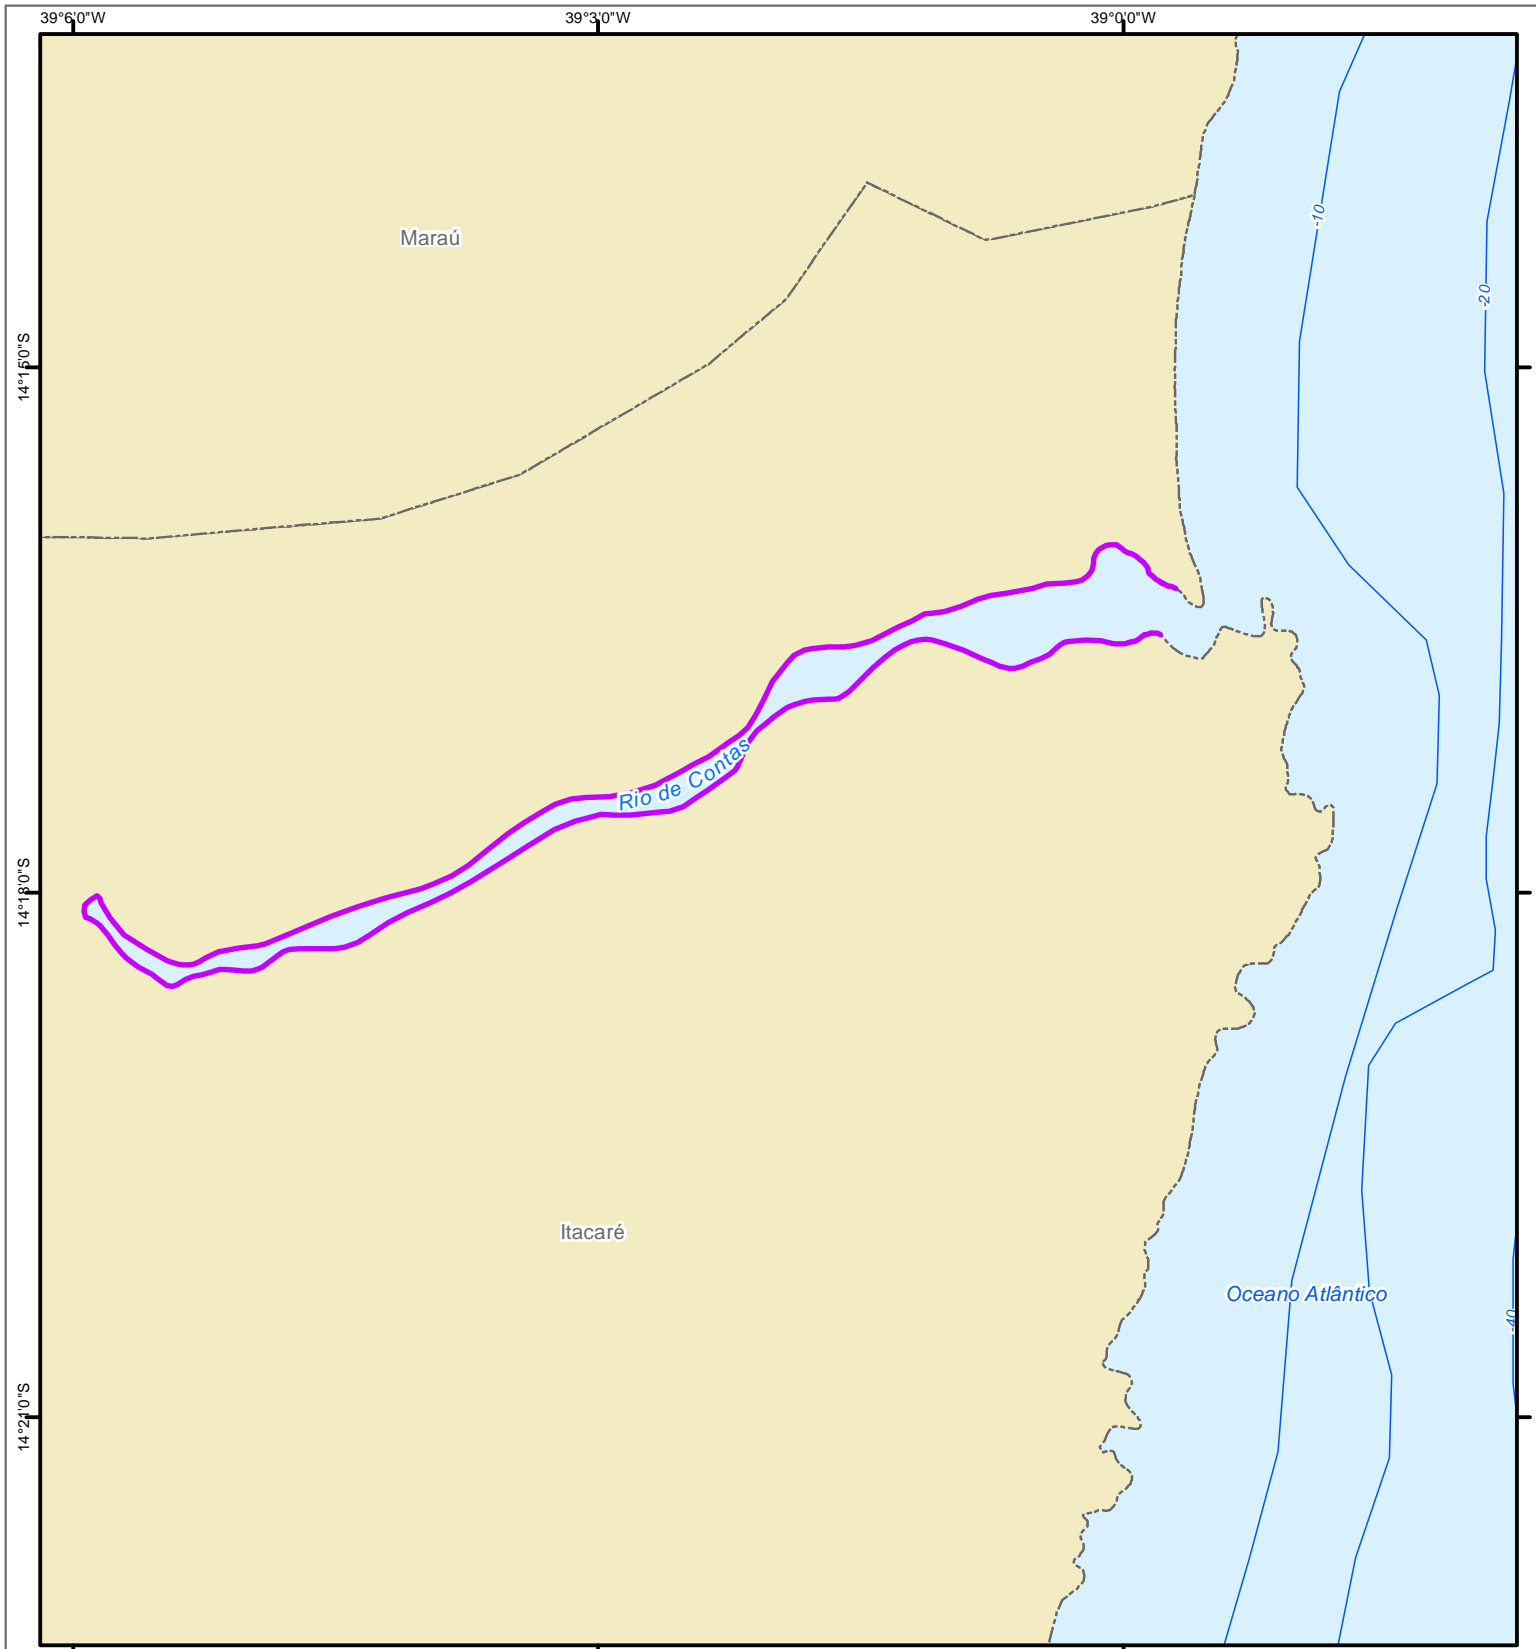 39°6'0"W
39°3'0"W
39°0'0"W
-10
Maraú
-20
14°15'0"S
Rio de Contas
14°18'0"S
Itacaré
Oceano Atlântico
-40
14°21'0"S